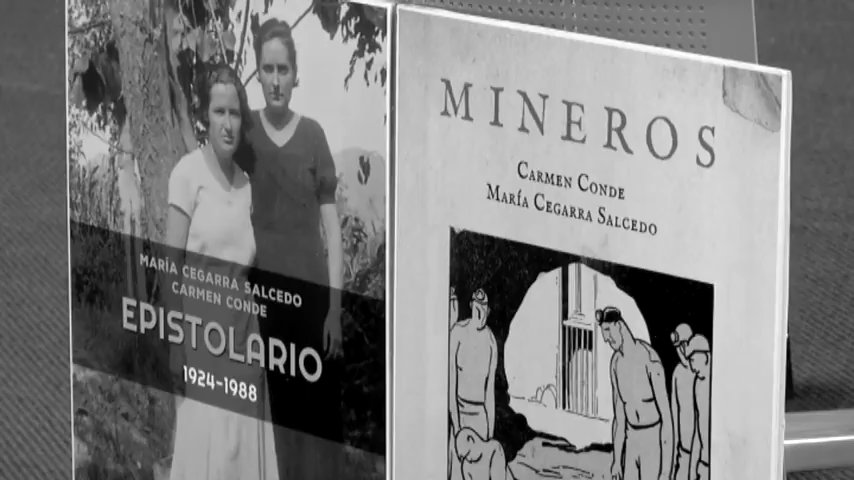 MARÍA CEGARRA SALCEDO
CARMEN CONDE
EPISTOLARIO
1924-1988
MINEROS
CARMEN CONDE
MARÍA CEGARRA SALCEDO